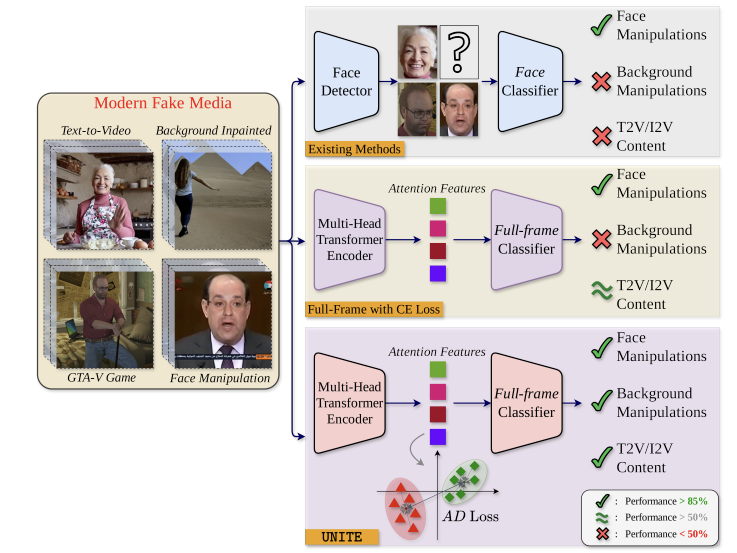 Modern Fake Media
Text-to-Video
Background Inpainted
GTA-V Game
Face Manipulation
Face
Detector
?
Face
Classifier
Face
Manipulations
Background
Manipulations
T2V/I2V
Content
Existing Methods
Multi-Head
Transformer
Encoder
Attention Features
Full-frame
Classifier
Face
Manipulations
Background
Manipulations
T2V/I2V
Content
Full-Frame with CE Loss
Multi-Head
Transformer
Encoder
Attention Features
Full-frame
Classifier
Face
Manipulations
Background
Manipulations
T2V/I2V
Content
AD Loss
UNITE
: Performance > 85%
: Performance > 50%
: Performance < 50%